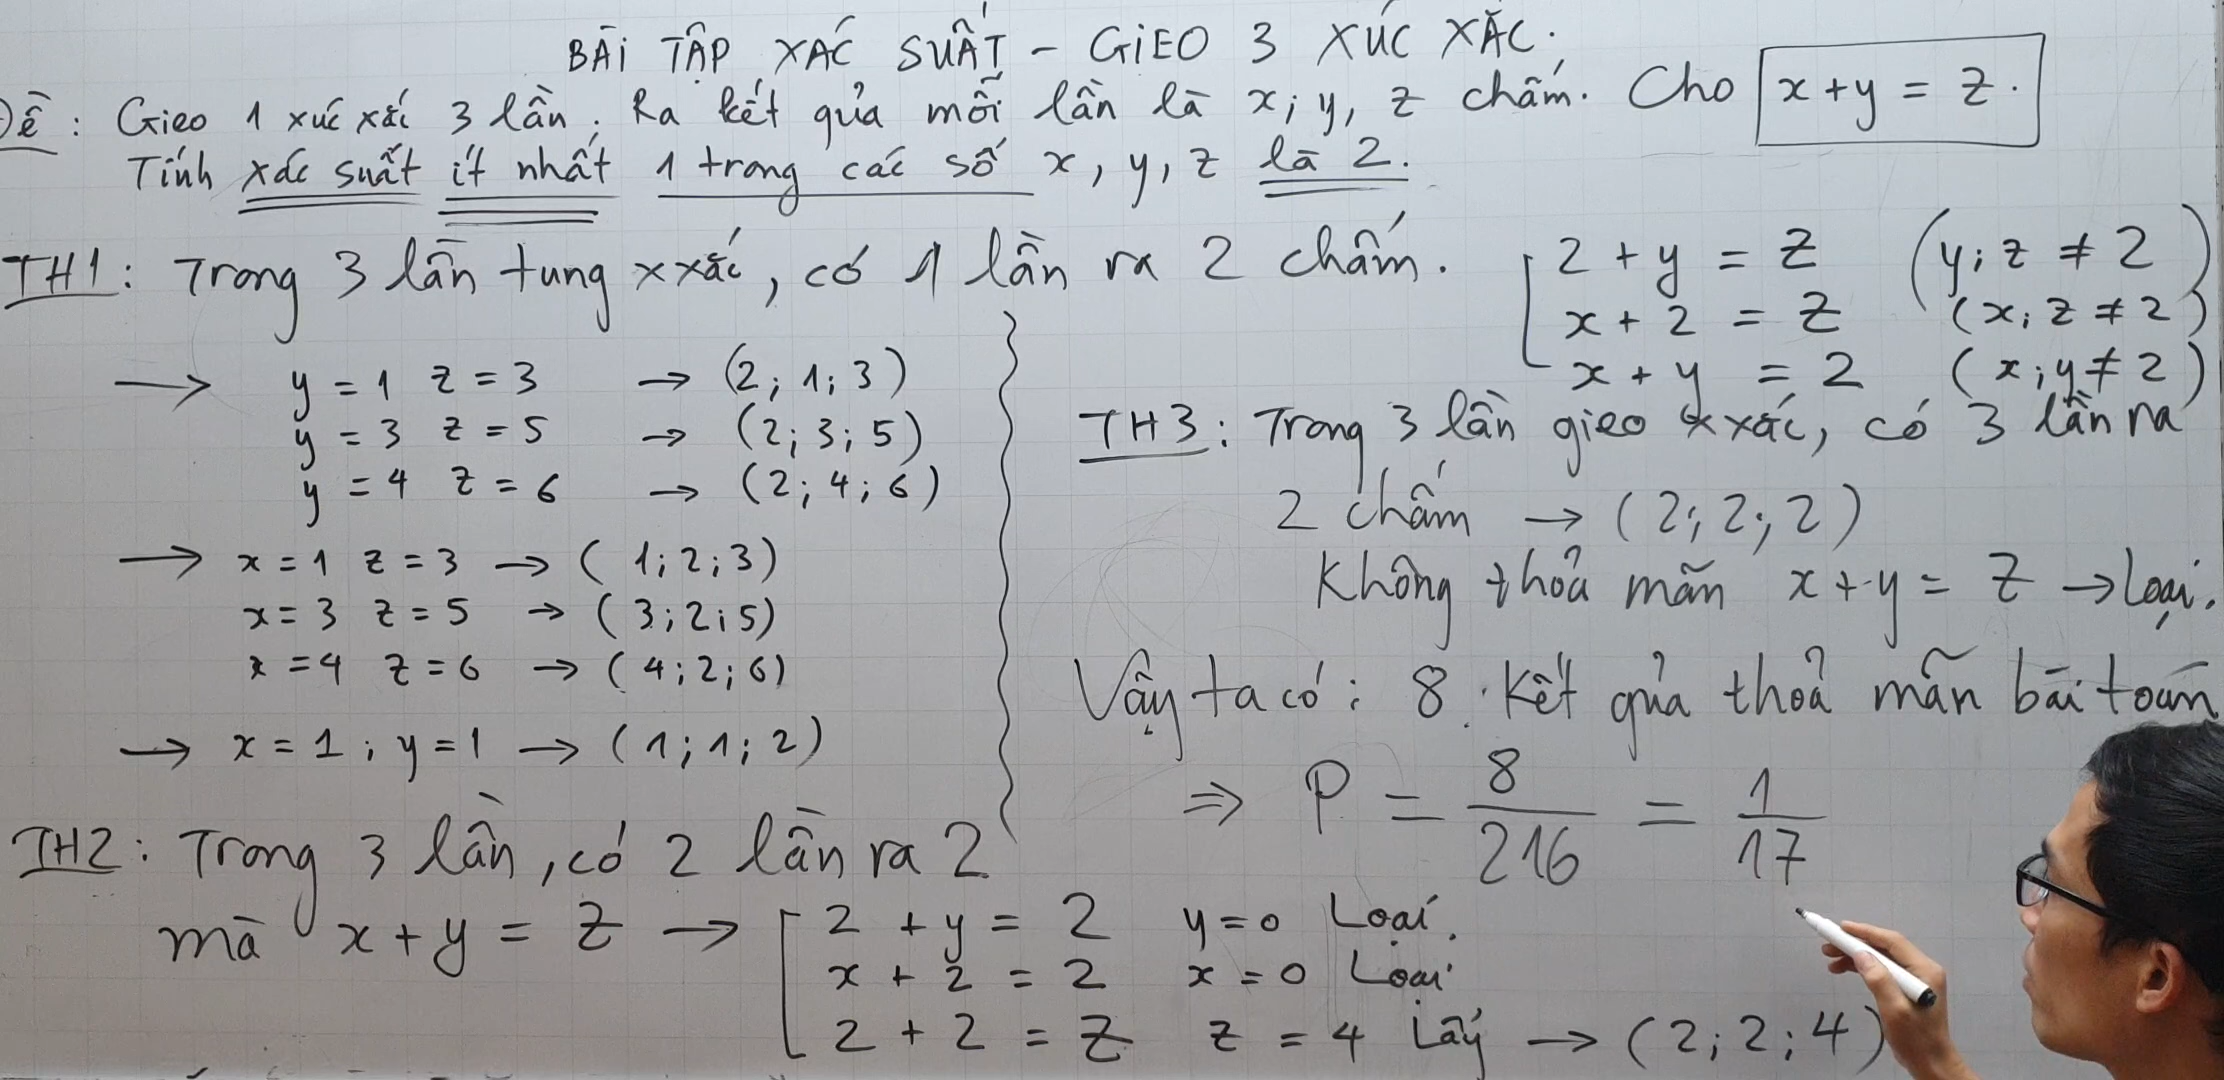 BÀI TẬP XÁC SUẤT - GIEO 3 XÚC XẮC.
Đề: Gieo 1 xúc xắc 3 lần. Ra kết quả mỗi lần là x; y, z chấm. Cho x + y = z.
Tính xác suất ít nhất 1 trong các số x, y, z là 2.
TH1: Trong 3 lần tung x xắc, có 1 lần ra 2 chấm.
2 + y = z (y; z ≠ 2)
x + 2 = z (x; z ≠ 2)
x + y = 2 (x; y ≠ 2)
→ y = 1 z = 3 → (2; 1; 3)
y = 3 z = 5 → (2; 3; 5)
y = 4 z = 6 → (2; 4; 6)
→ x = 1 z = 3 → (1; 2; 3)
x = 3 z = 5 → (3; 2; 5)
x = 4 z = 6 → (4; 2; 6)
→ x = 1; y = 1 → (1; 1; 2)
TH2: Trong 3 lần, có 2 lần ra 2
mà x + y = z →
2 + y = 2 y = 0 Loại.
x + 2 = 2 x = 0 Loại
2 + 2 = z z = 4 Lấy → (2; 2; 4)
TH3: Trong 3 lần gieo x xắc, có 3 lần ra
2 chấm → (2; 2; 2)
Không thoả mãn x + y = z → Loại.
Vậy ta có: 8 kết quả thoả mãn bài toán
⇒ P = 8/216 = 1/17